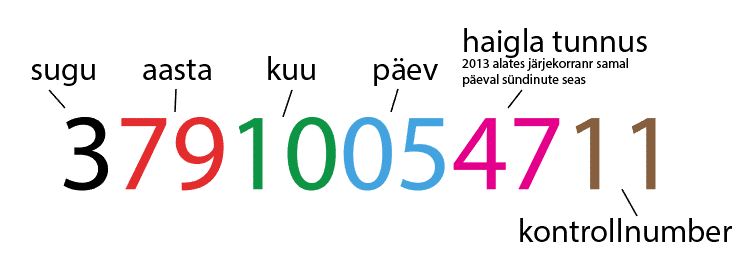 sugu aasta kuu päev haigla tunnus
2013 alates järjekorranr samal
päeval sündinute seas
37910054711
kontrollnumber